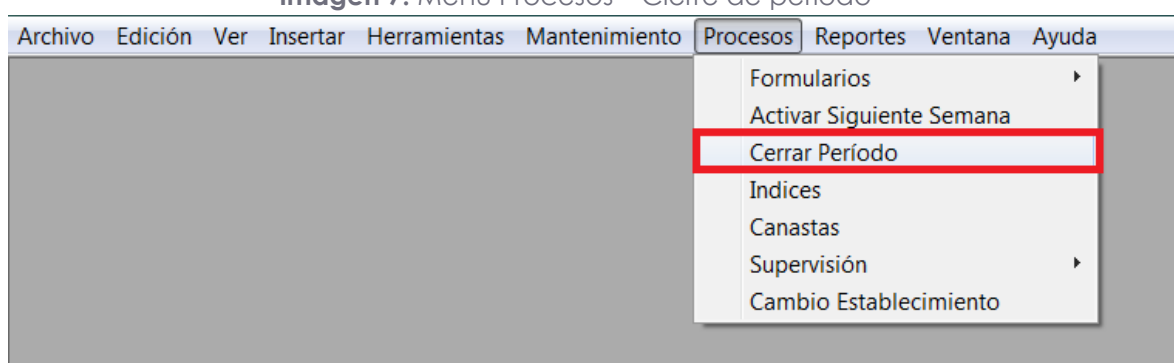 Imagen 7. Menú Procesos – Cierre de período
Archivo Edición Ver Insertar Herramientas Mantenimiento Procesos Reportes Ventana Ayuda
Formularios
Activar Siguiente Semana
Cerrar Período
Indices
Canastas
Supervisión
Cambio Establecimiento